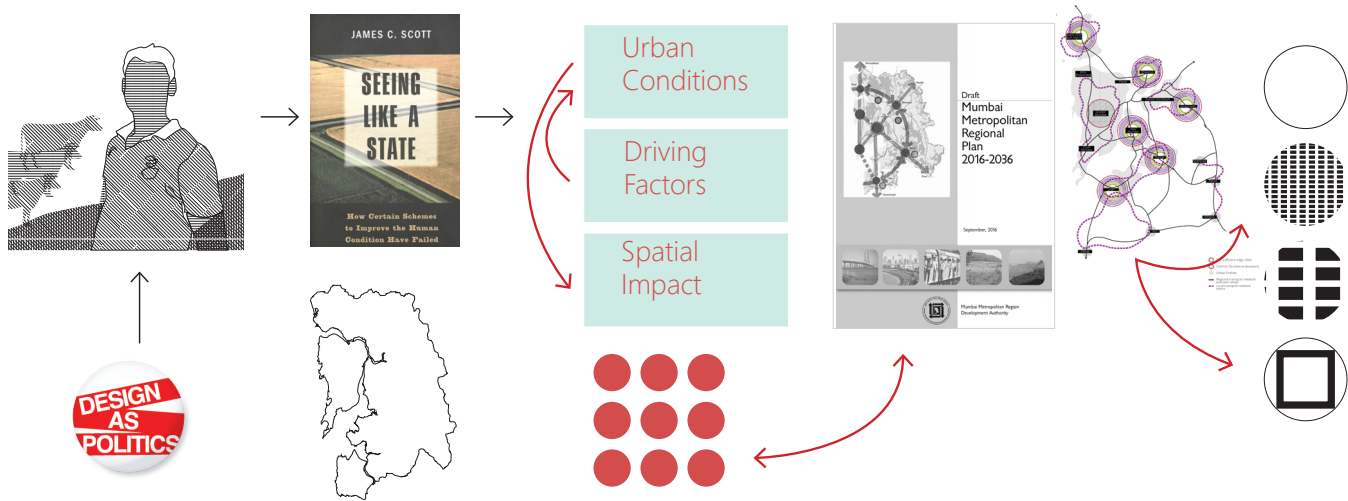 JAMES C. SCOTT
SEEING
LIKE A
STATE
How Certain Schemes
to Improve the Human
Condition Have Failed
DESIGN
AS
POLITICS
Urban
Conditions
Driving
Factors
Spatial
Impact
Draft
Mumbai
Metropolitan
Regional
Plan
2016-2036
September, 2016
Mumbai Metropolitan Region
Development Authority